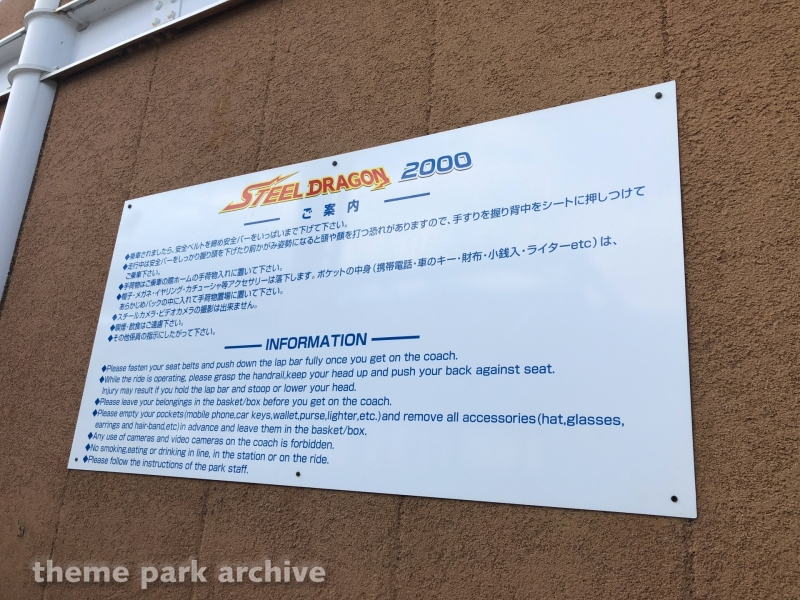 STEEL DRAGON 2000
ご案内
◆乗車されましたら、安全ベルトを締め安全バーをいっぱいまで下げて下さい。
◆走行中は安全バーをしっかり握り頭を下げたり前かがみ姿勢になると頭や顔を打つ恐れがありますので、手すりを握り背中をシートに押しつけて
ご乗車下さい。
◆手荷物はご乗車の際ホームの手荷物入れに置いて下さい。
◆帽子・メガネ・イヤリング・カチューシャ等アクセサリーは落下します。ポケットの中身(携帯電話・車のキー・財布・小銭入・ライターetc)は、
あらかじめバックの中に入れて手荷物置場に置いて下さい。
◆スチールカメラ・ビデオカメラの撮影は出来ません。
◆喫煙・飲食はご遠慮下さい。
◆その他係員の指示にしたがって下さい。
INFORMATION
◆Please fasten your seat belts and push down the lap bar fully once you get on the coach.
◆While the ride is operating, please grasp the handrail,keep your head up and push your back against seat.
Injury may result if you hold the lap bar and stoop or lower your head.
◆Please leave your belongings in the basket/box before you get on the coach.
◆Please empty your pockets(mobile phone,car keys,wallet,purse,lighter,etc.)and remove all accessories(hat,glasses,
earrings and hair-band,etc)in advance and leave them in the basket/box.
◆Any use of cameras and video cameras on the coach is forbidden.
◆No smoking,eating or drinking in line, in the station or on the ride.
◆Please follow the instructions of the park staff.
theme park archive